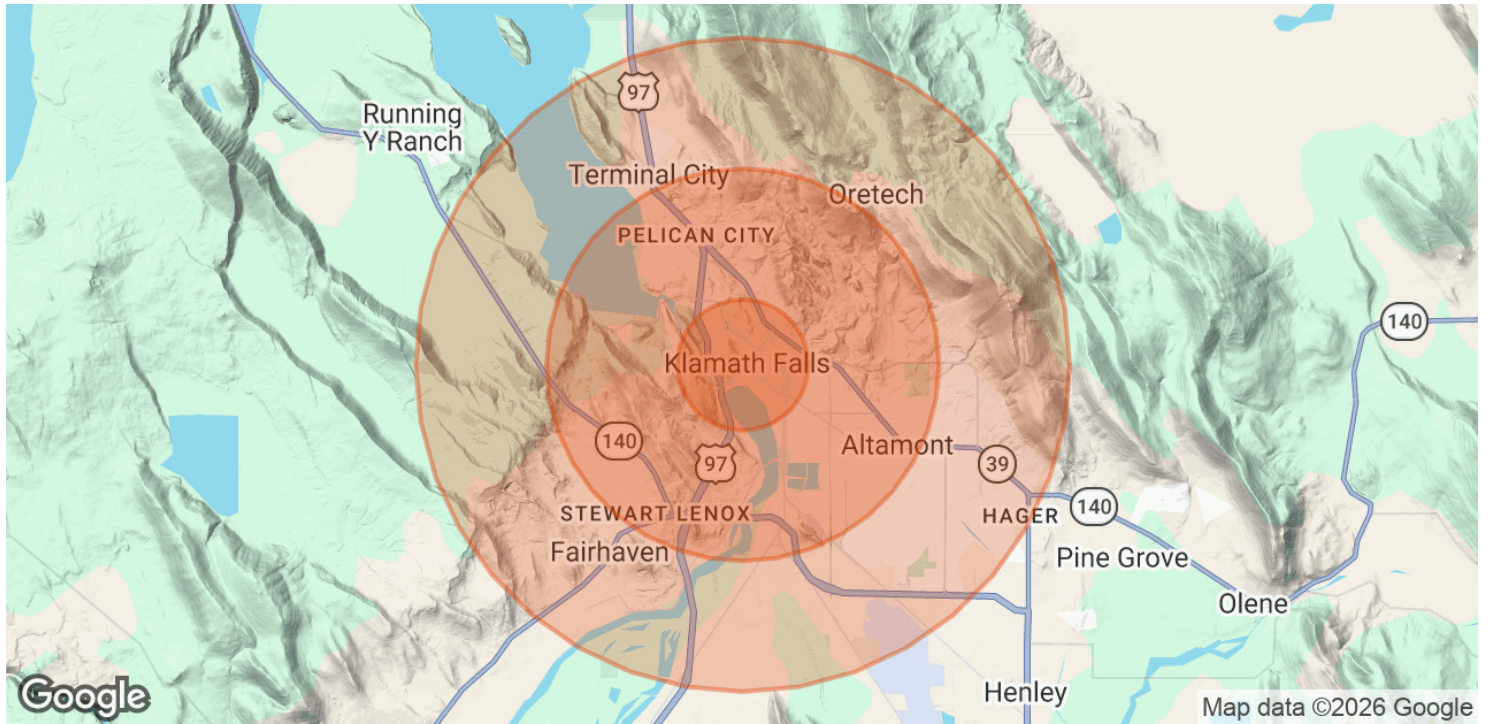 97
Running
Y Ranch
Terminal City
Oretech
PELICAN CITY
140
Klamath Falls
140
Altamont
97
39
STEWART LENOX
140
HAGER
Fairhaven
Pine Grove
Olene
Henley
Google
Map data ©2026 Google